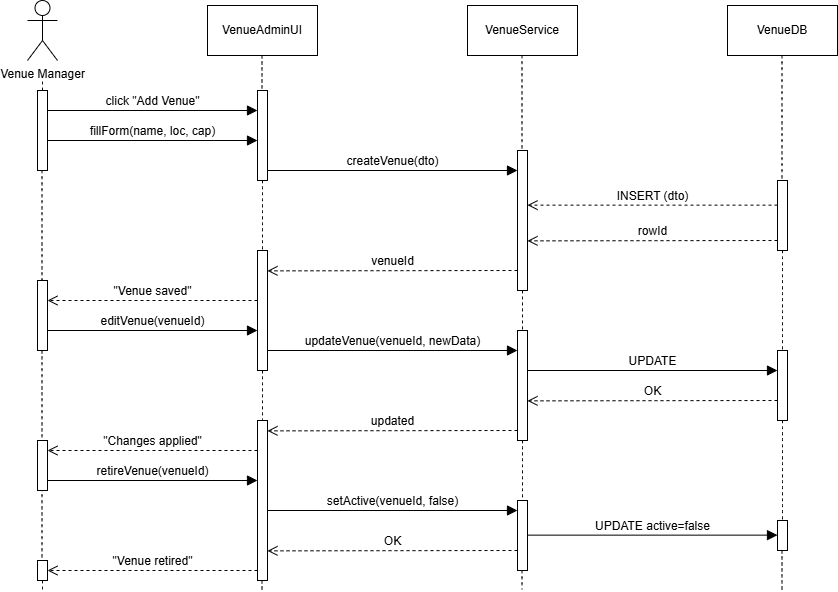 VenueAdminUI
VenueService
VenueDB
Venue Manager
click "Add Venue"
fillForm(name, loc, cap)
createVenue(dto)
INSERT (dto)
rowId
venueId
"Venue saved"
editVenue(venueId)
updateVenue(venueId, newData)
UPDATE
OK
updated
"Changes applied"
retireVenue(venueId)
setActive(venueId, false)
UPDATE active=false
OK
"Venue retired"